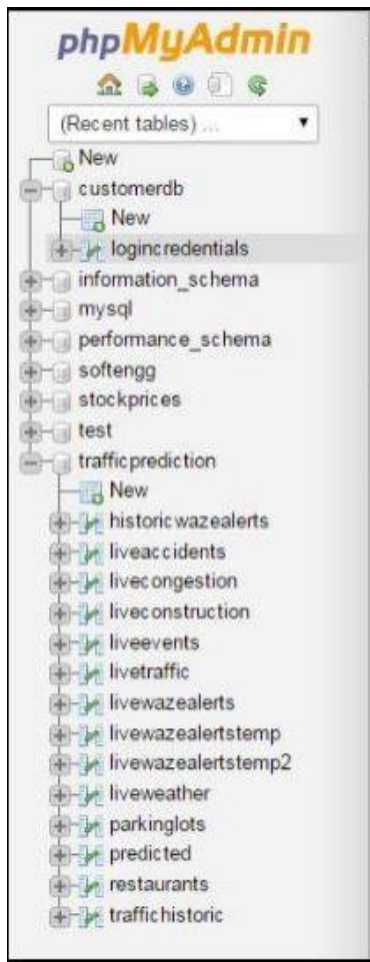 phpMyAdmin
(Recent tables) ...
New
customerdb
New
logincredentials
information_schema
mysql
performance_schema
softengg
stockprices
test
trafficprediction
New
historicwazealerts
liveaccidents
livecongestion
liveconstruction
liveevents
livetraffic
livewazealerts
livewazealertstemp
livewazealertstemp2
liveweather
parkinglots
predicted
restaurants
traffichistoric